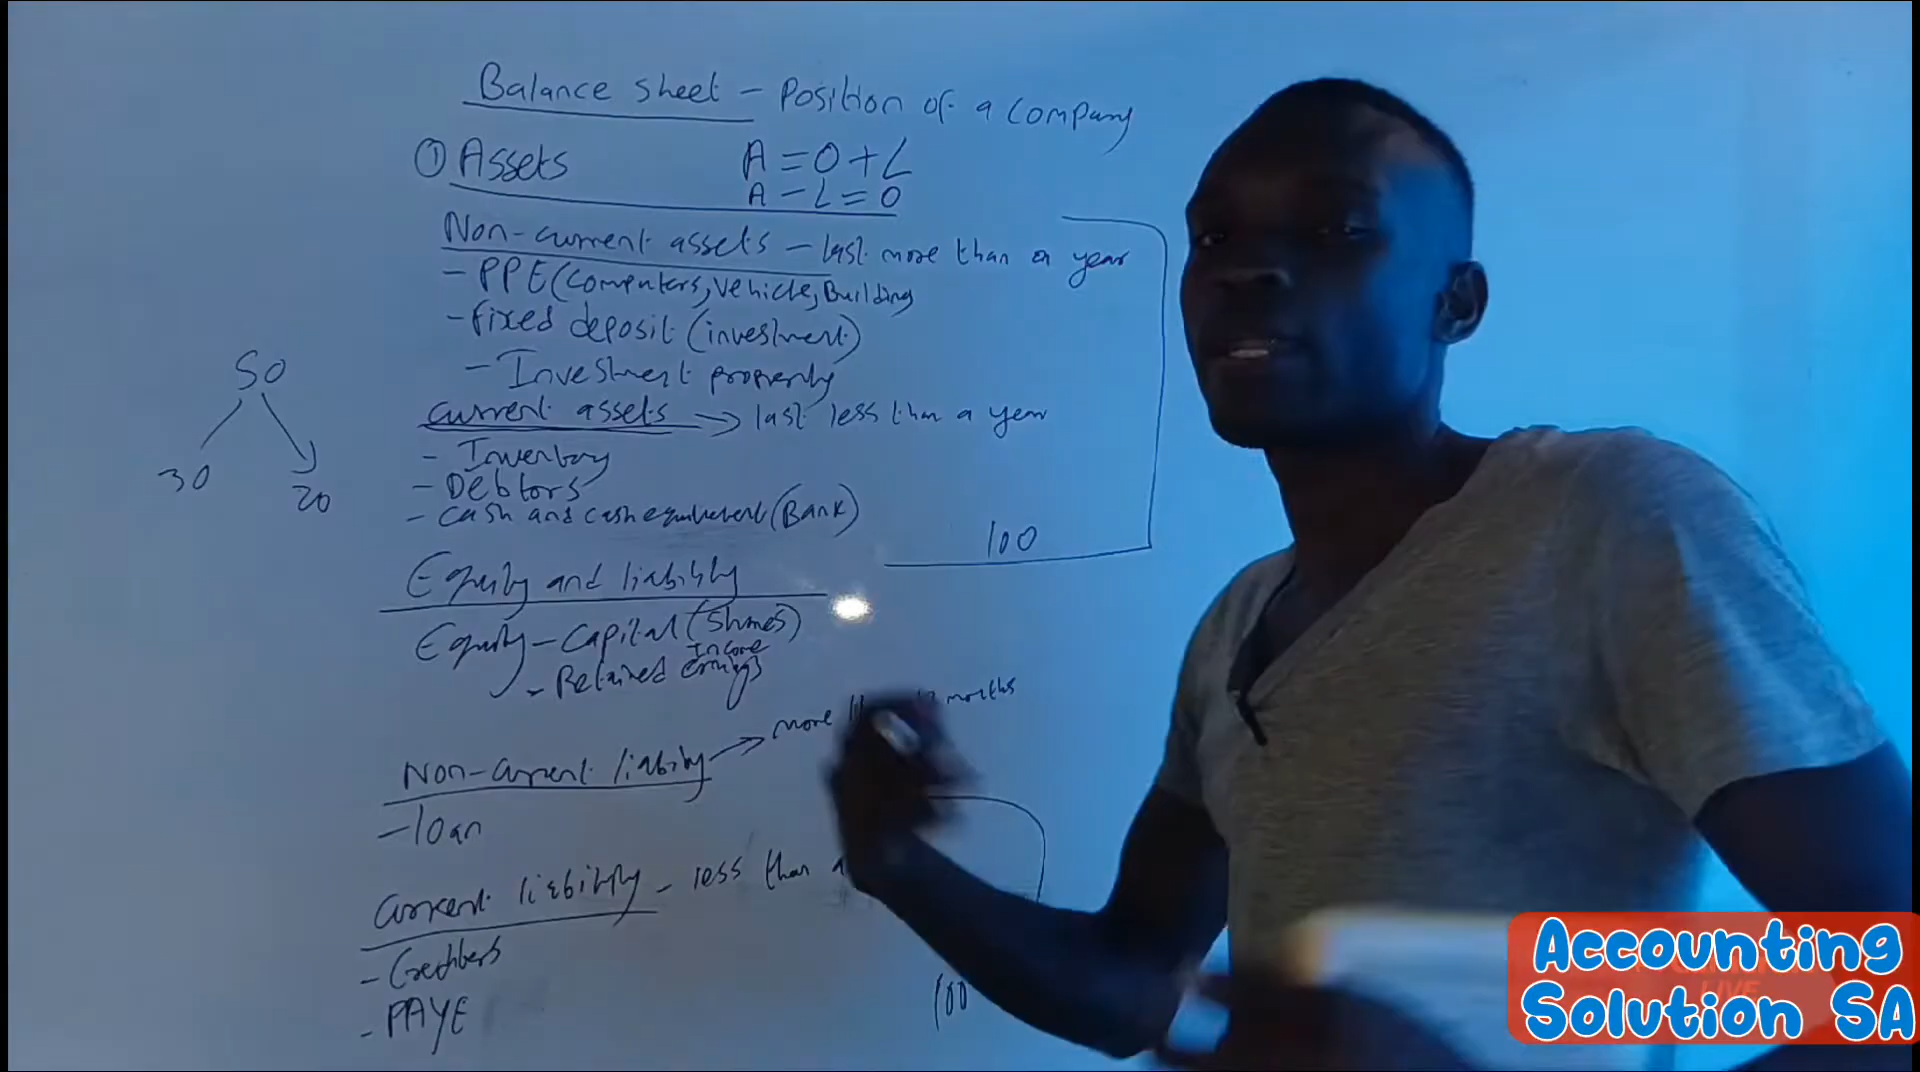 Balance sheet - Position of a company
① Assets
A = O + L
A - L = O
Non-current assets - last more than a year
- PPE (computers, vehicle, Building
- fixed deposit (investment)
- Investment property
current assets → last less than a year
- Inventory
- Debtors
- cash and cash equivalent (Bank)
100
50
30
20
Equity and liability
Equity - capital (shares)
- Retained Income
earnings
Non-current liability → more months
- loan
current liability - less than a
- Creditors
- PAYE
100
Accounting
Solution SA
LIVE